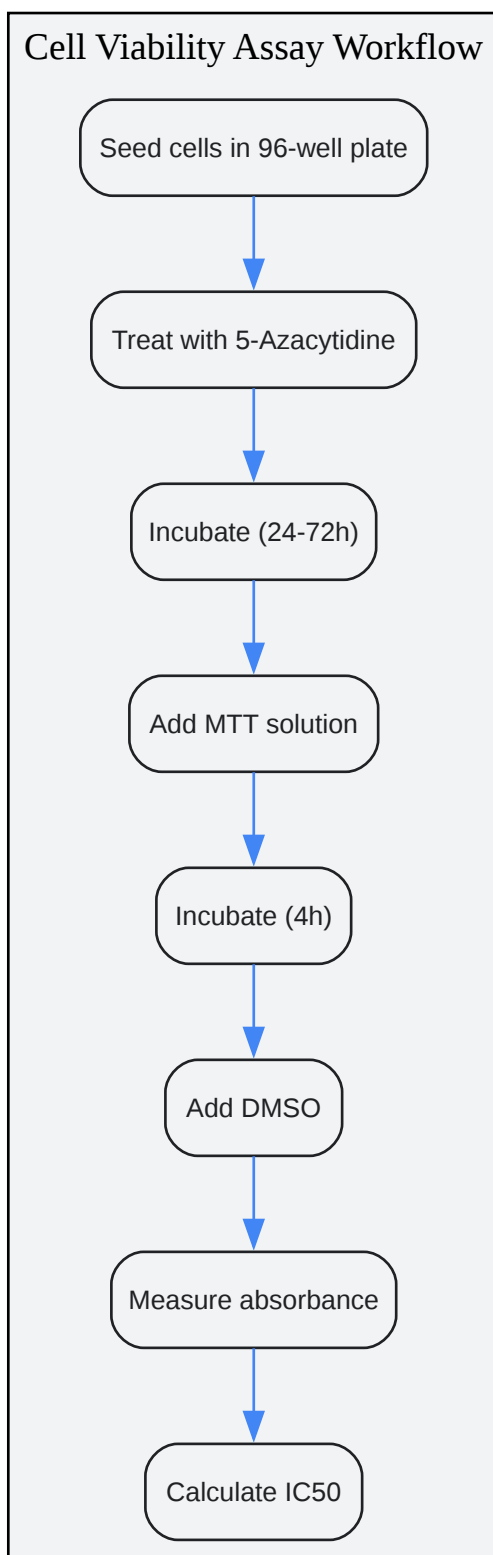 Cell Viability Assay Workflow
Seed cells in 96-well plate
Treat with 5-Azacytidine
Incubate (24-72h)
Add MTT solution
Incubate (4h)
Add DMSO
Measure absorbance
Calculate IC50